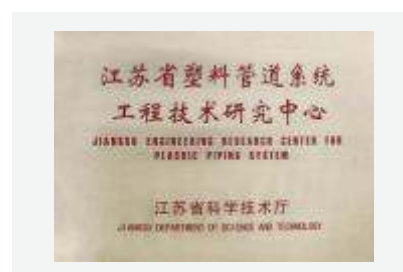 江苏省塑料管道系统
工程技术研究中心
JIANGSU ENGINEERING RESEARCH CENTER FOR
PLASTIC PIPING SYSTEM
江苏省科学技术厅
JIANGSU DEPARTMENT OF SCIENCE AND TECHNOLOGY